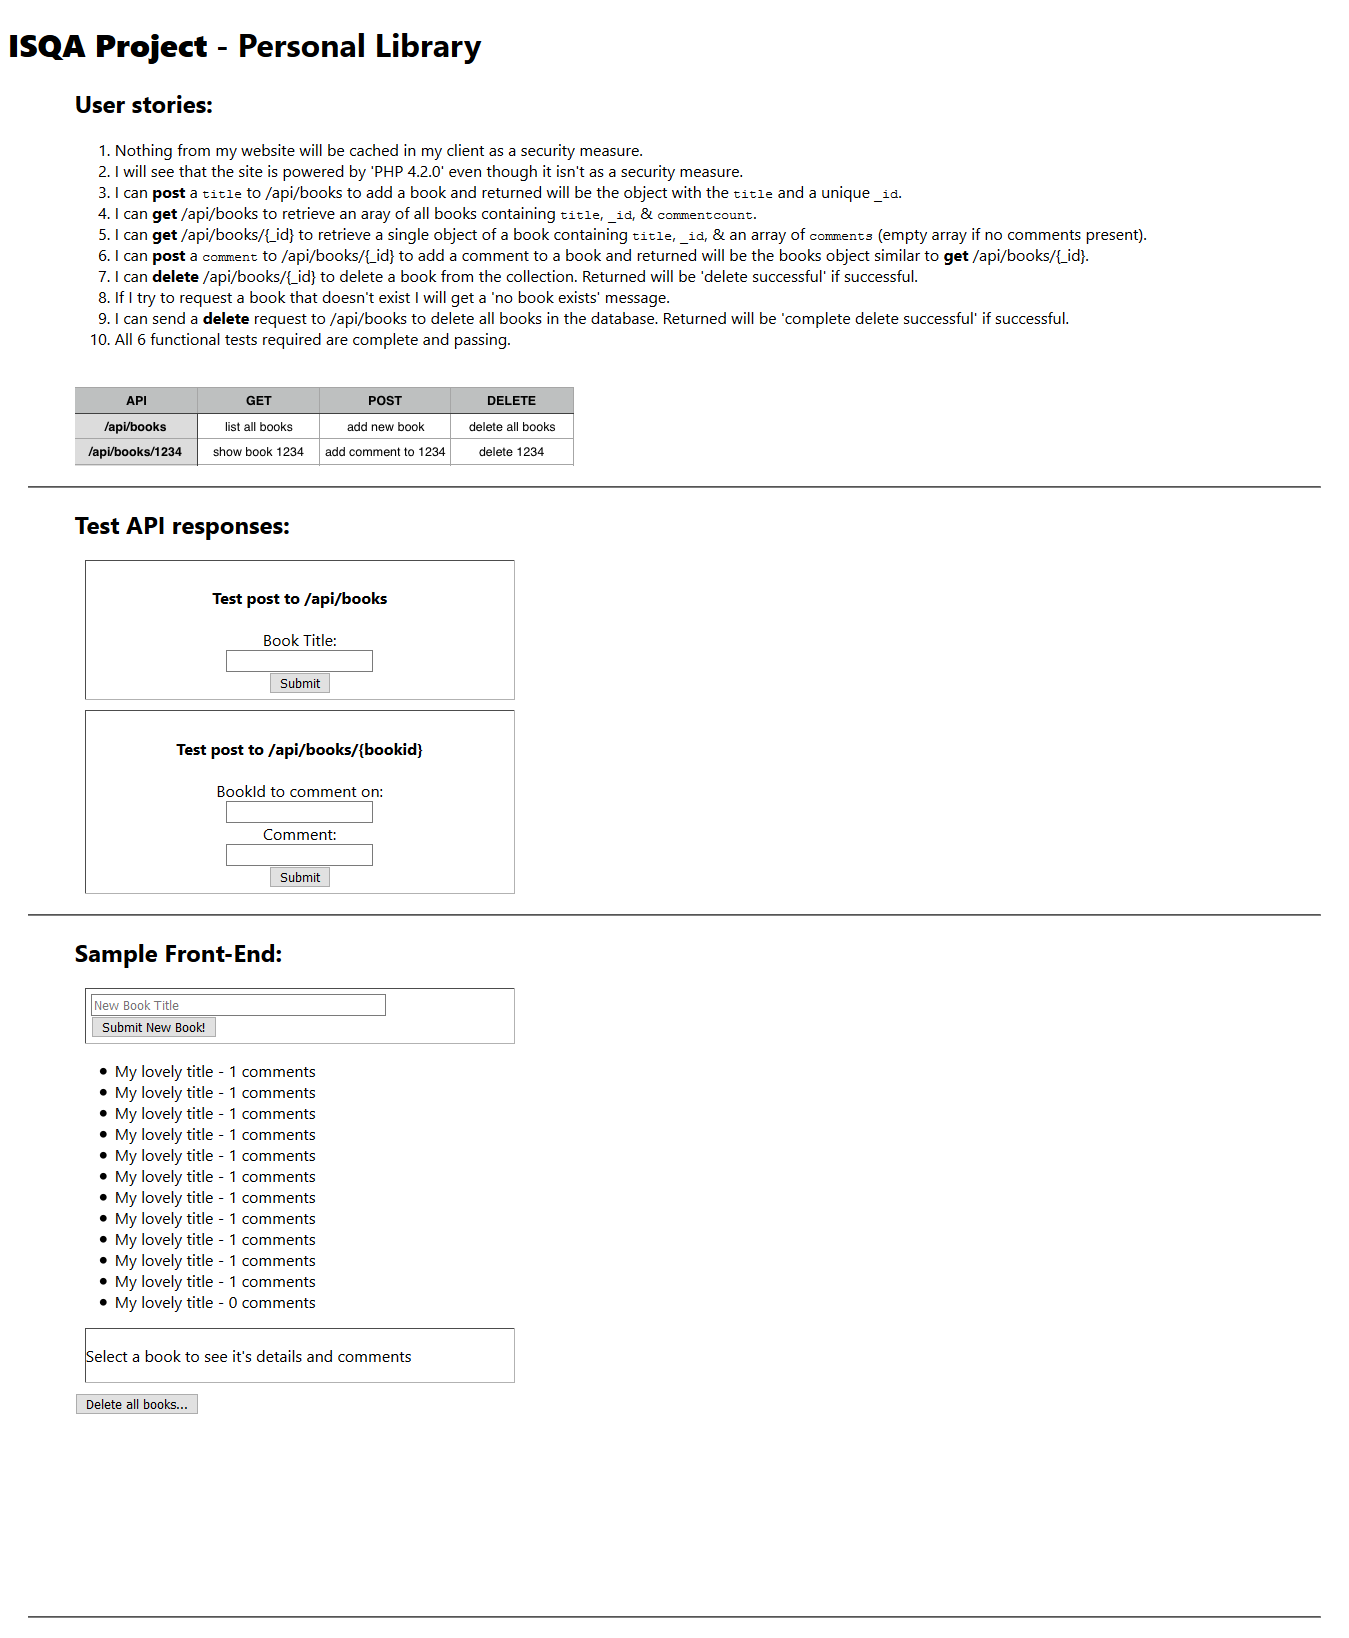 ISQA Project - Personal Library
User stories:
1. Nothing from my website will be cached in my client as a security measure.
2. I will see that the site is powered by 'PHP 4.2.0' even though it isn't as a security measure.
3. I can post a title to /api/books to add a book and returned will be the object with the title and a unique _id.
4. I can get /api/books to retrieve an aray of all books containing title, _id, & commentcount.
5. I can get /api/books/{_id} to retrieve a single object of a book containing title, _id, & an array of comments (empty array if no comments present).
6. I can post a comment to /api/books/{_id} to add a comment to a book and returned will be the books object similar to get /api/books/{_id}.
7. I can delete /api/books/{_id} to delete a book from the collection. Returned will be 'delete successful' if successful.
8. If I try to request a book that doesn't exist I will get a 'no book exists' message.
9. I can send a delete request to /api/books to delete all books in the database. Returned will be 'complete delete successful' if successful.
10. All 6 functional tests required are complete and passing.
API GET POST DELETE
/api/books list all books add new book delete all books
/api/books/1234 show book 1234 add comment to 1234 delete 1234
Test API responses:
Test post to /api/books
Book Title:
Submit
Test post to /api/books/{bookid}
BookId to comment on:
Comment:
Submit
Sample Front-End:
New Book Title
Submit New Book!
• My lovely title - 1 comments
• My lovely title - 1 comments
• My lovely title - 1 comments
• My lovely title - 1 comments
• My lovely title - 1 comments
• My lovely title - 1 comments
• My lovely title - 1 comments
• My lovely title - 1 comments
• My lovely title - 1 comments
• My lovely title - 1 comments
• My lovely title - 1 comments
• My lovely title - 0 comments
Select a book to see it's details and comments
Delete all books...